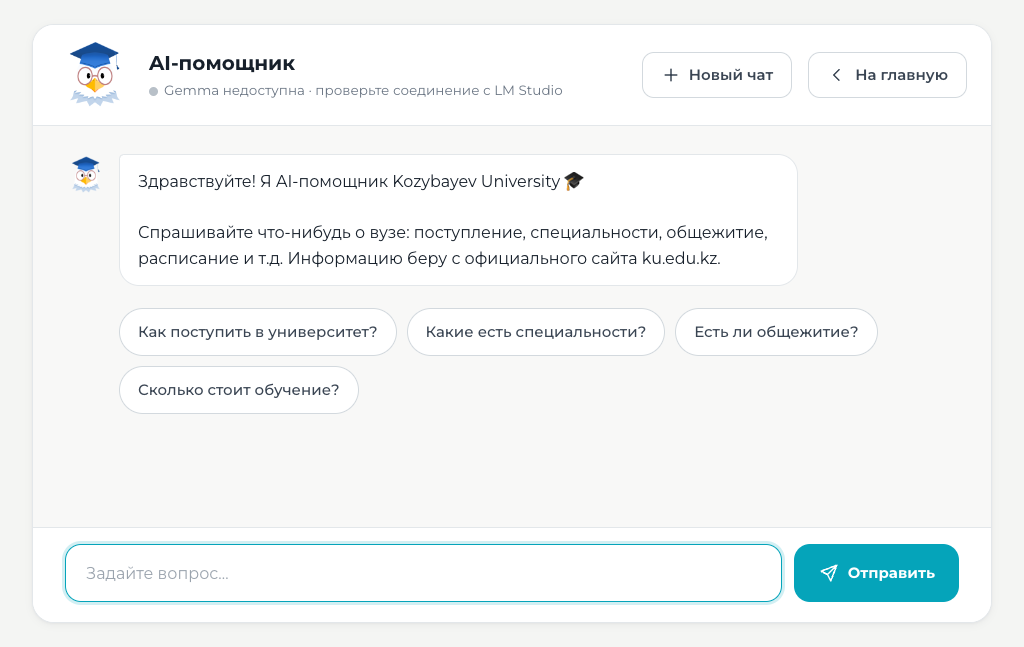 AI-помощник
Gemma недоступна · проверьте соединение с LM Studio
Новый чат
На главную
Здравствуйте! Я AI-помощник Kozybayev University 🎓
Спрашивайте что-нибудь о вузе: поступление, специальности, общежитие,
расписание и т.д. Информацию беру с официального сайта ku.edu.kz.
Как поступить в университет?
Какие есть специальности?
Есть ли общежитие?
Сколько стоит обучение?
Задайте вопрос...
Отправить